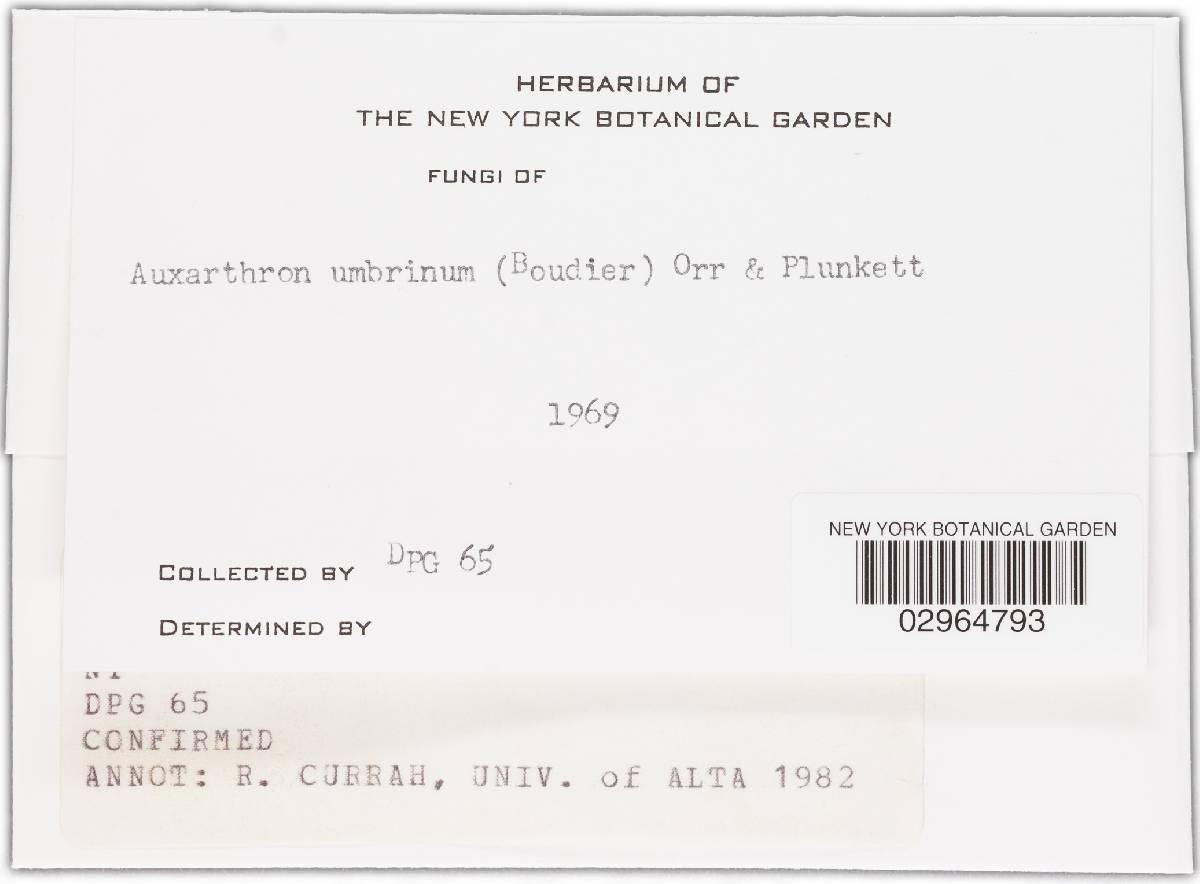 HERBARIUM OF
THE NEW YORK BOTANICAL GARDEN
FUNGI OF
Auxarthron umbrinum (Boudier) Orr & Plunkett
1969
COLLECTED BY DPG 65
DETERMINED BY
NEW YORK BOTANICAL GARDEN
02964793
DPG 65
CONFIRMED
ANNOT: R. CURRAH, UNIV. of ALTA 1982